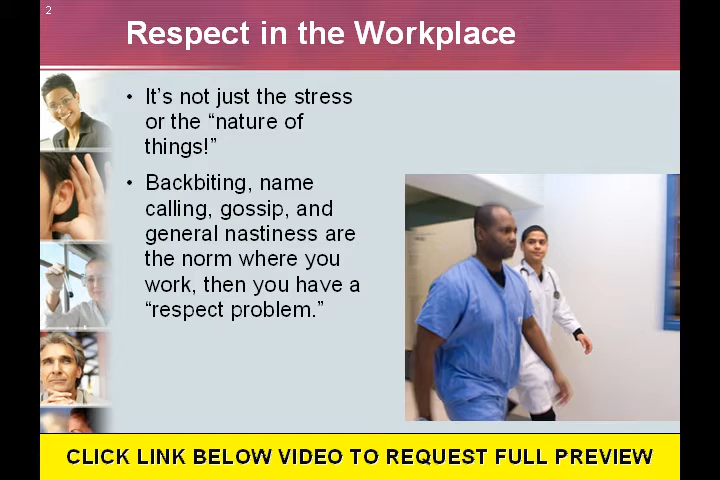 2
Respect in the Workplace
• It’s not just the stress
or the “nature of
things!”
• Backbiting, name
calling, gossip, and
general nastiness are
the norm where you
work, then you have a
“respect problem.”
CLICK LINK BELOW VIDEO TO REQUEST FULL PREVIEW